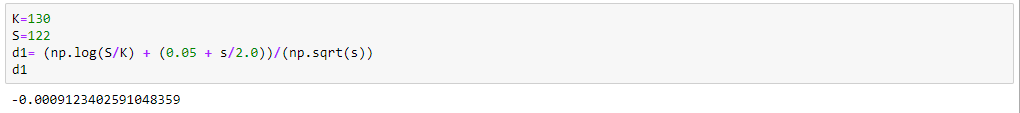 K=130
S=122
d1= (np.log(S/K) + (0.05 + s/2.0))/(np.sqrt(s))
d1
-0.0009123402591048359